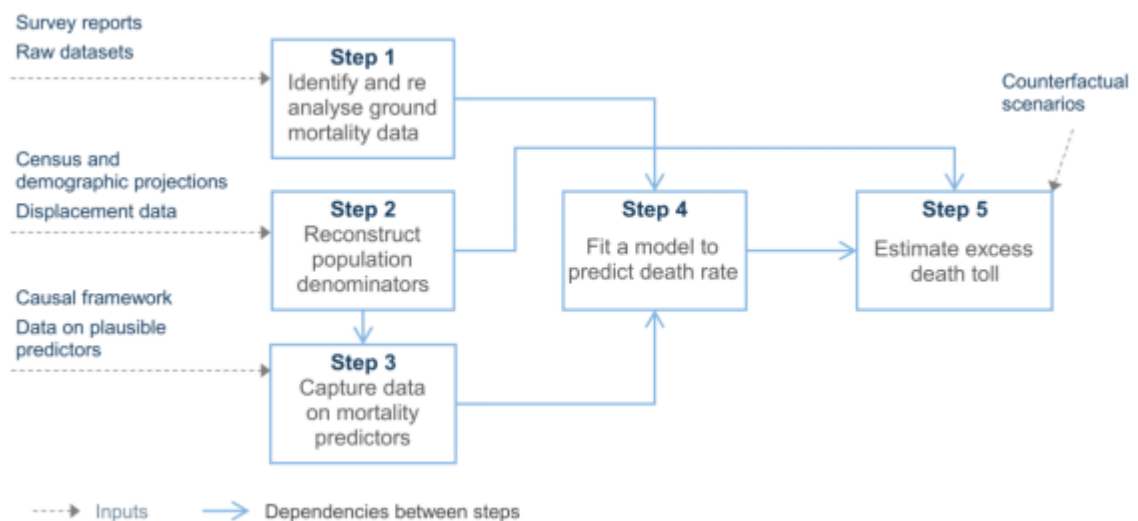 Survey reports
Raw datasets
Step 1
Identify and re
analyse ground
mortality data
Counterfactual
scenarios
Census and
demographic projections
Displacement data
Step 2
Reconstruct
population
denominators
Step 4
Fit a model to
predict death rate
Step 5
Estimate excess
death toll
Causal framework
Data on plausible
predictors
Step 3
Capture data
on mortality
predictors
Inputs
Dependencies between steps